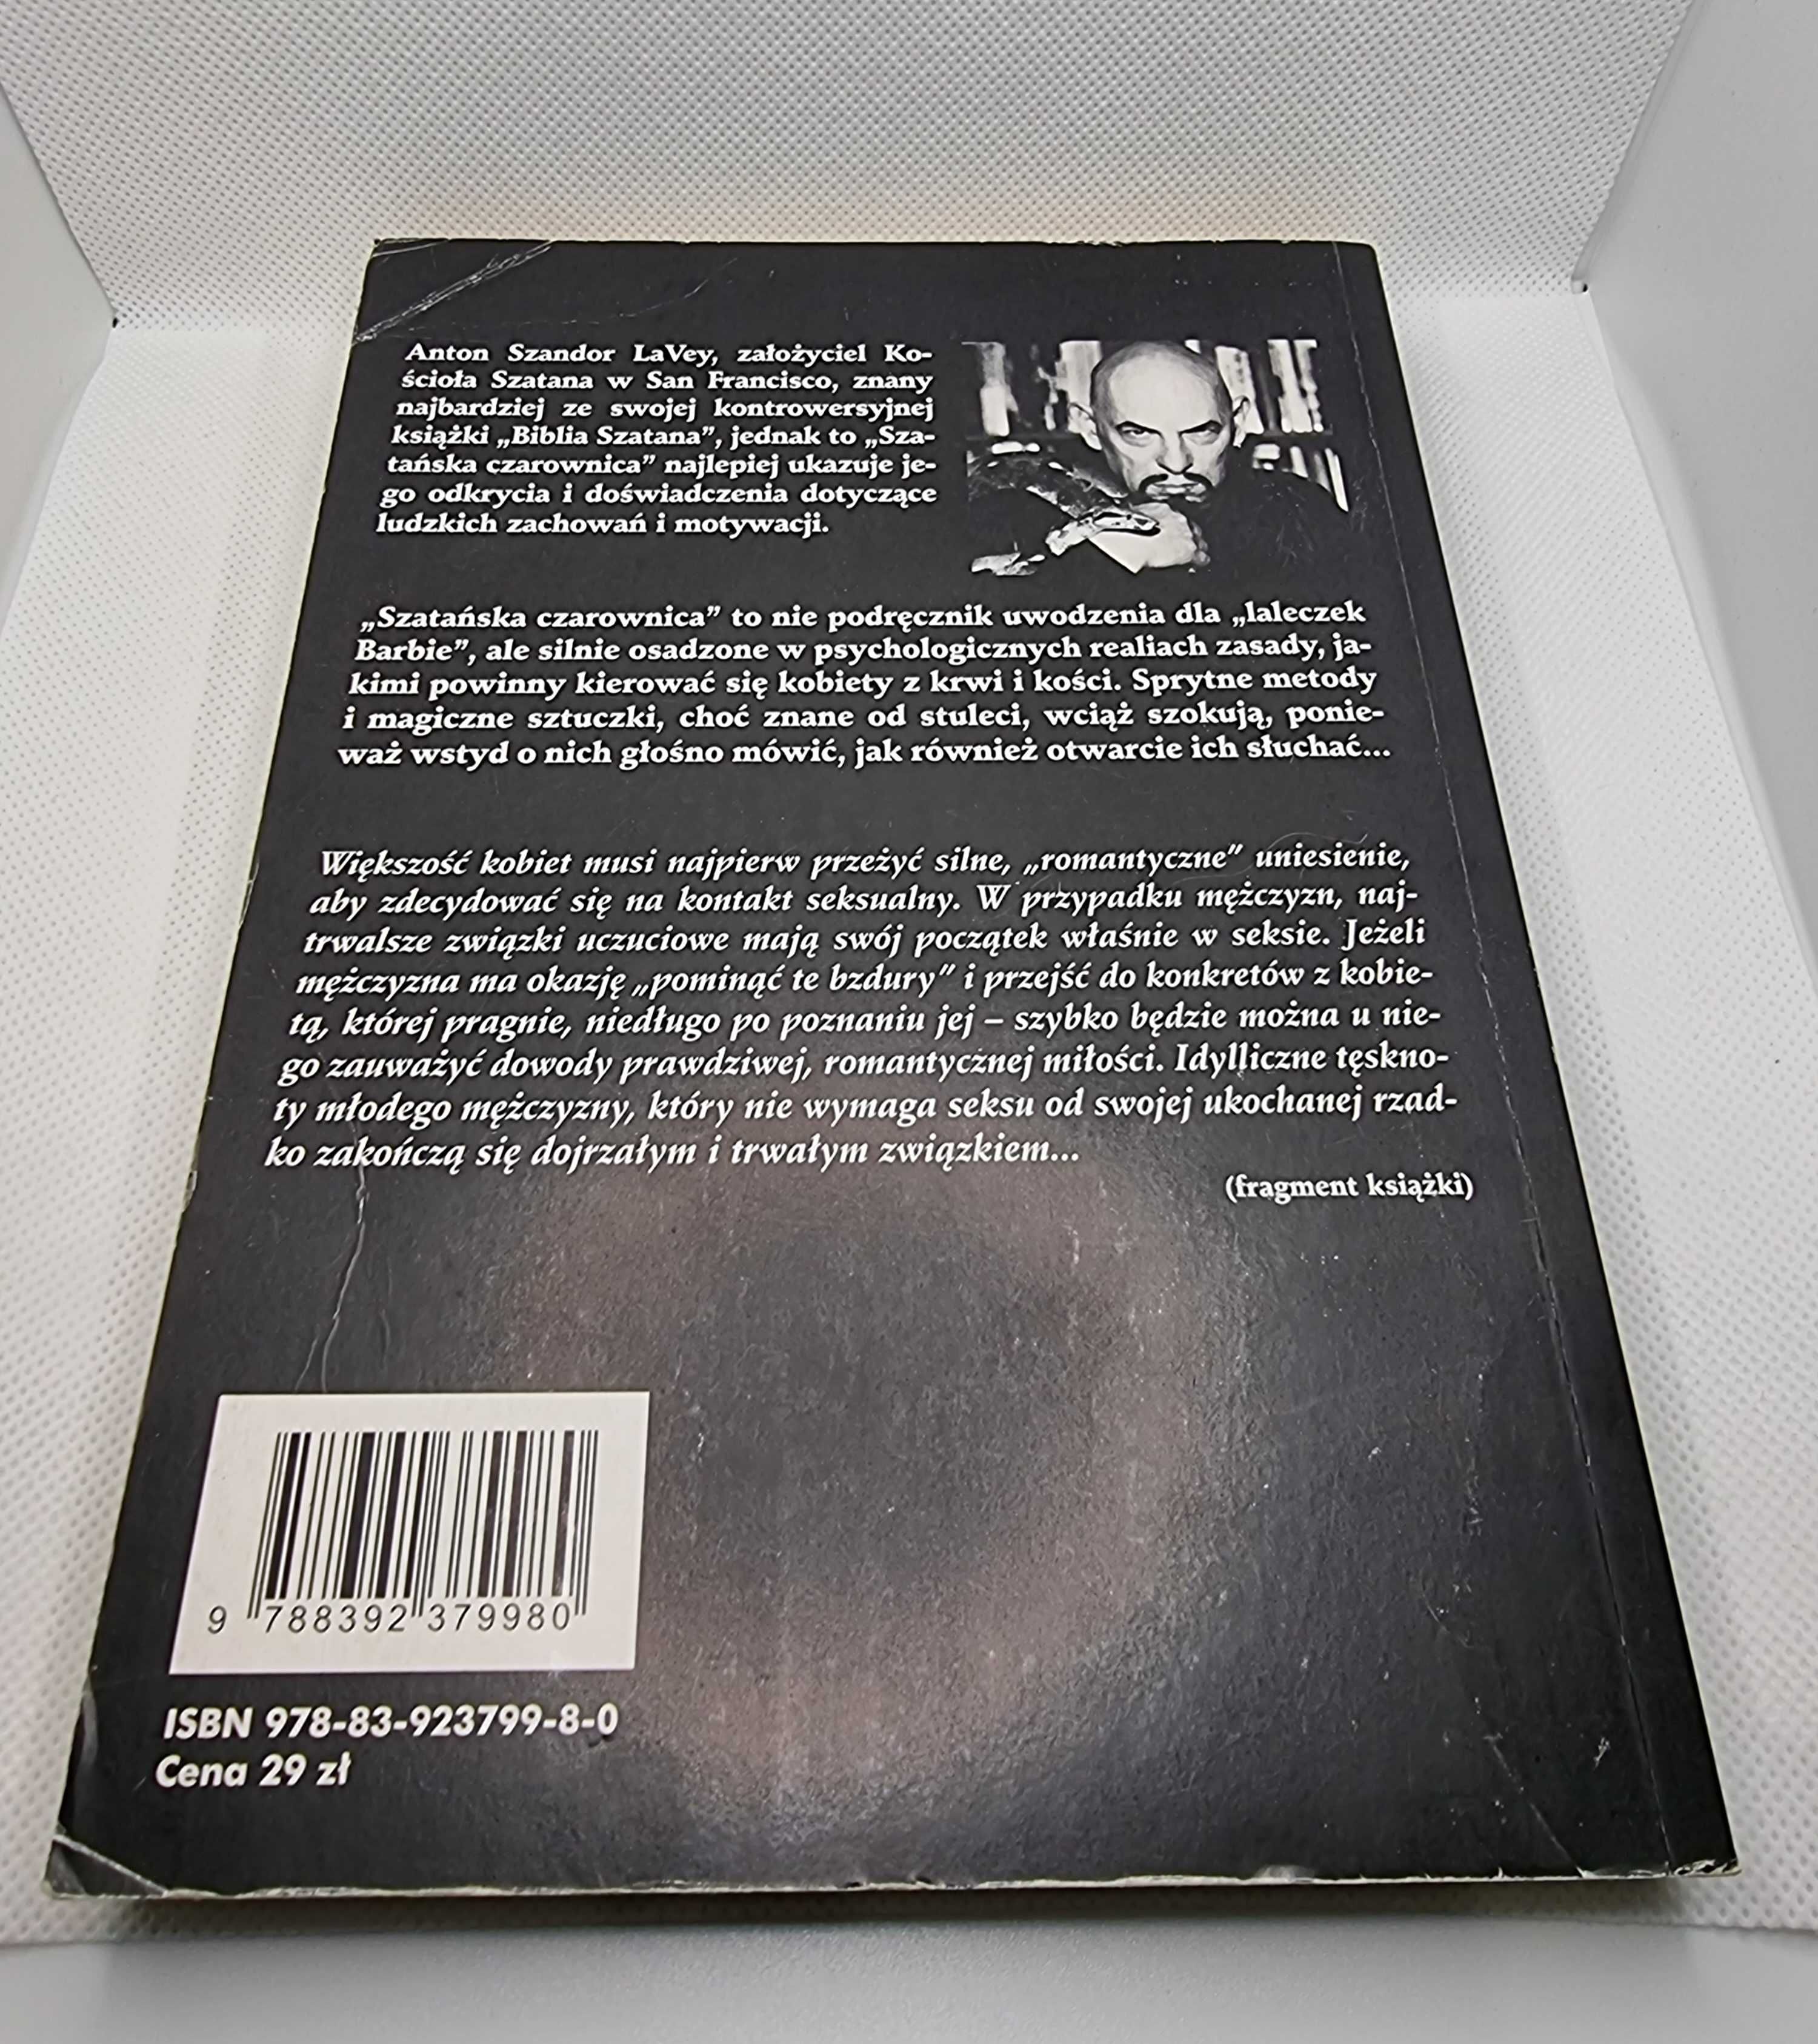 Anton Szandor LaVey, założyciel Ko-
ścioła Szatana w San Francisco, znany
najbardziej ze swojej kontrowersyjnej
książki „Biblia Szatana”, jednak to „Sza-
tańska czarownica” najlepiej ukazuje je-
go odkrycia i doświadczenia dotyczące
ludzkich zachowań i motywacji.
„Szatańska czarownica” to nie podręcznik uwodzenia dla „laleczek
Barbie”, ale silnie osadzone w psychologicznych realiach zasady, ja-
kimi powinny kierować się kobiety z krwi i kości. Sprytne metody
i magiczne sztuczki, choć znane od stuleci, wciąż szokują, ponie-
waż wstyd o nich głośno mówić, jak również otwarcie ich słuchać...
Większość kobiet musi najpierw przeżyć silne, „romantyczne” uniesienie,
aby zdecydować się na kontakt seksualny. W przypadku mężczyzn, naj-
trwalsze związki uczuciowe mają swój początek właśnie w seksie. Jeżeli
mężczyzna ma okazję „pominąć te bzdury” i przejść do konkretów z kobie-
tą, której pragnie, niedługo po poznaniu jej – szybko będzie można u nie-
go zauważyć dowody prawdziwej, romantycznej miłości. Idylliczne tęskno-
ty młodego mężczyzny, który nie wymaga seksu od swojej ukochanej rzad-
ko zakończą się dojrzałym i trwałym związkiem...
(fragment książki)
9 788392 379980
ISBN 978-83-923799-8-0
Cena 29 zł